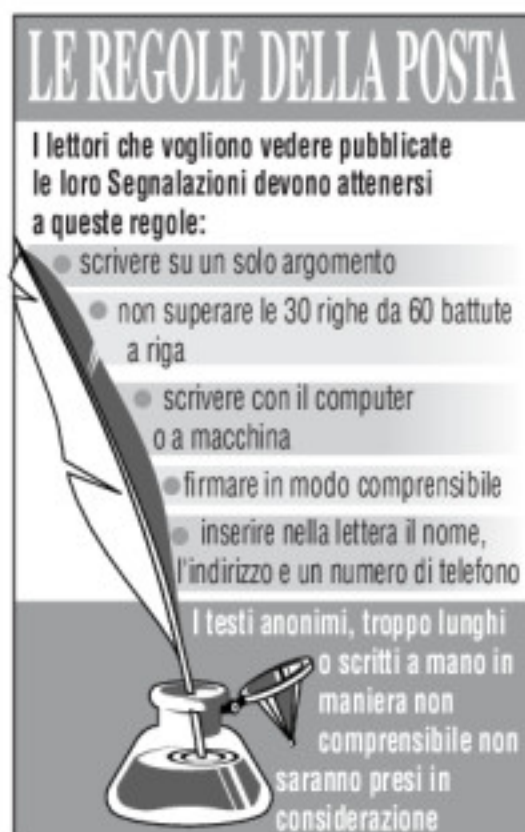 LE REGOLE DELLA POSTA
I lettori che vogliono vedere pubblicate
le loro Segnalazioni devono attenersi
a queste regole:
● scrivere su un solo argomento
● non superare le 30 righe da 60 battute
a riga
● scrivere con il computer
o a macchina
● firmare in modo comprensibile
● inserire nella lettera il nome,
l'indirizzo e un numero di telefono
I testi anonimi, troppo lunghi
o scritti a mano in
maniera non
comprensibile non
saranno presi in
considerazione